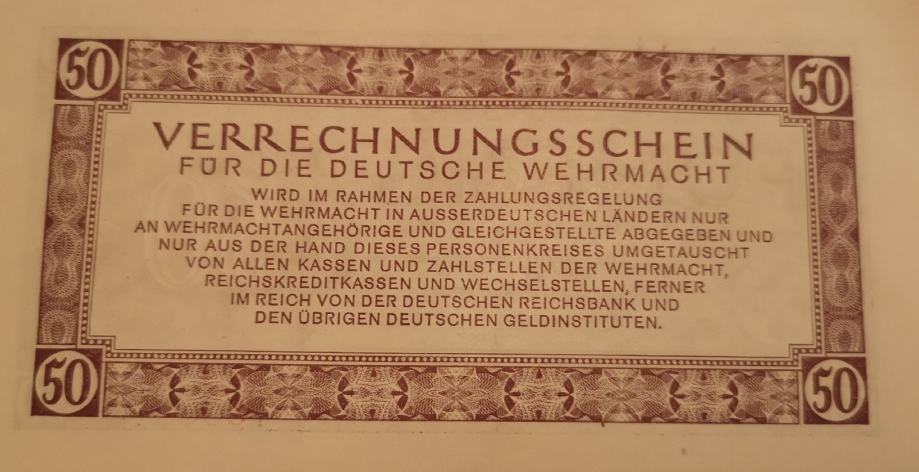 50 50
VERRECHNUNGSSCHEIN
FÜR DIE DEUTSCHE WEHRMACHT
WIRD IM RAHMEN DER ZAHLUNGSREGELUNG
FÜR DIE WEHRMACHT IN AUSSERDEUTSCHEN LÄNDERN NUR
AN WEHRMACHTANGEHÖRIGE UND GLEICHGESTELLTE ABGEGEBEN UND
NUR AUS DER HAND DIESES PERSONENKREISES UMGETAUSCHT
VON ALLEN KASSEN UND ZAHLSTELLEN DER WEHRMACHT,
REICHSKREDITKASSEN UND WECHSELSTELLEN, FERNER
IM REICH VON DER DEUTSCHEN REICHSBANK UND
DEN ÜBRIGEN DEUTSCHEN GELDINSTITUTEN.
50 50